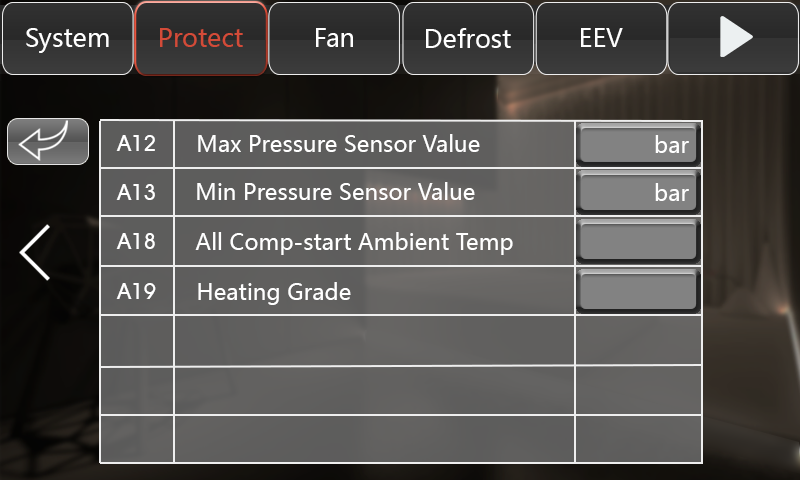 System Protect Fan Defrost EEV
A12 Max Pressure Sensor Value bar
A13 Min Pressure Sensor Value bar
A18 All Comp-start Ambient Temp
A19 Heating Grade